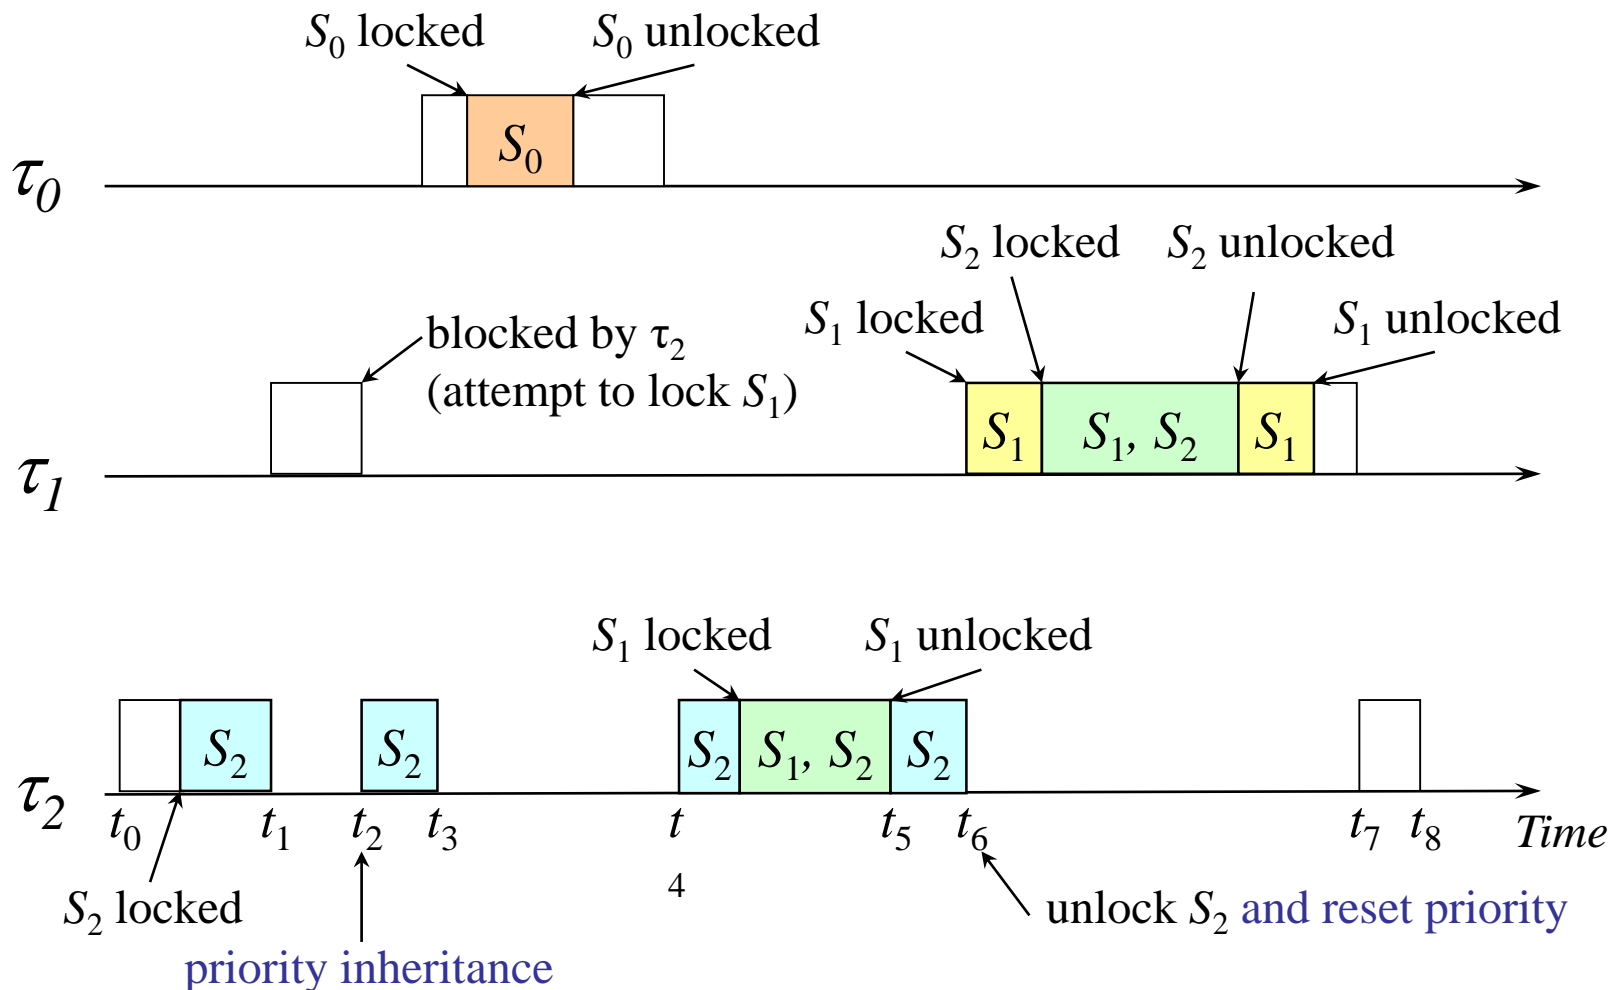 S0 locked
S0 unlocked
S0
τ0
S2 locked
S2 unlocked
S1 locked
S1 unlocked
blocked by τ2
(attempt to lock S1)
S1
S1, S2
S1
τ1
S1 locked
S1 unlocked
S2
S2
S2
S1, S2
S2
τ2
t0
t1
t2
t3
t
4
t5
t6
t7
t8
Time
S2 locked
unlock S2 and reset priority
priority inheritance